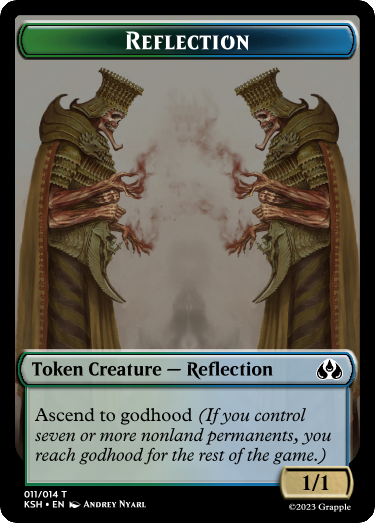 Reflection
Token Creature — Reflection
Ascend to godhood (If you control
seven or more nonland permanents, you
reach godhood for the rest of the game.)
1/1
011/014 T
KSH • EN Andrey Nyarl
©2023 Grapple